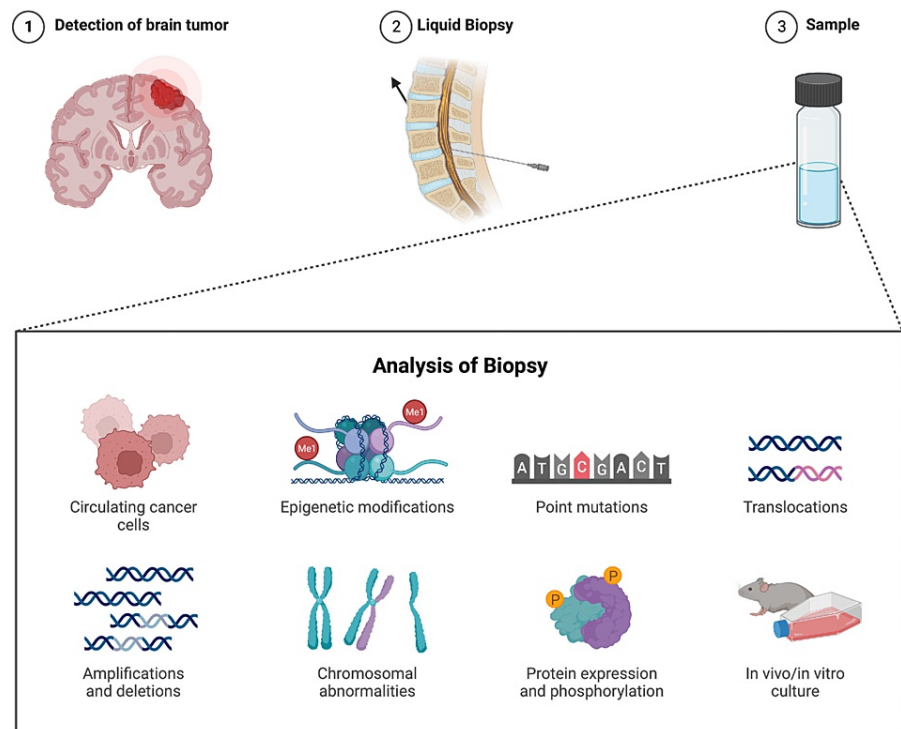 1 Detection of brain tumor
2 Liquid Biopsy
3 Sample
Analysis of Biopsy
Me1
Me1
A T G C G A C T
Circulating cancer
cells
Epigenetic modifications
Point mutations
Translocations
P
P
Amplifications
and deletions
Chromosomal
abnormalities
Protein expression
and phosphorylation
In vivo/in vitro
culture